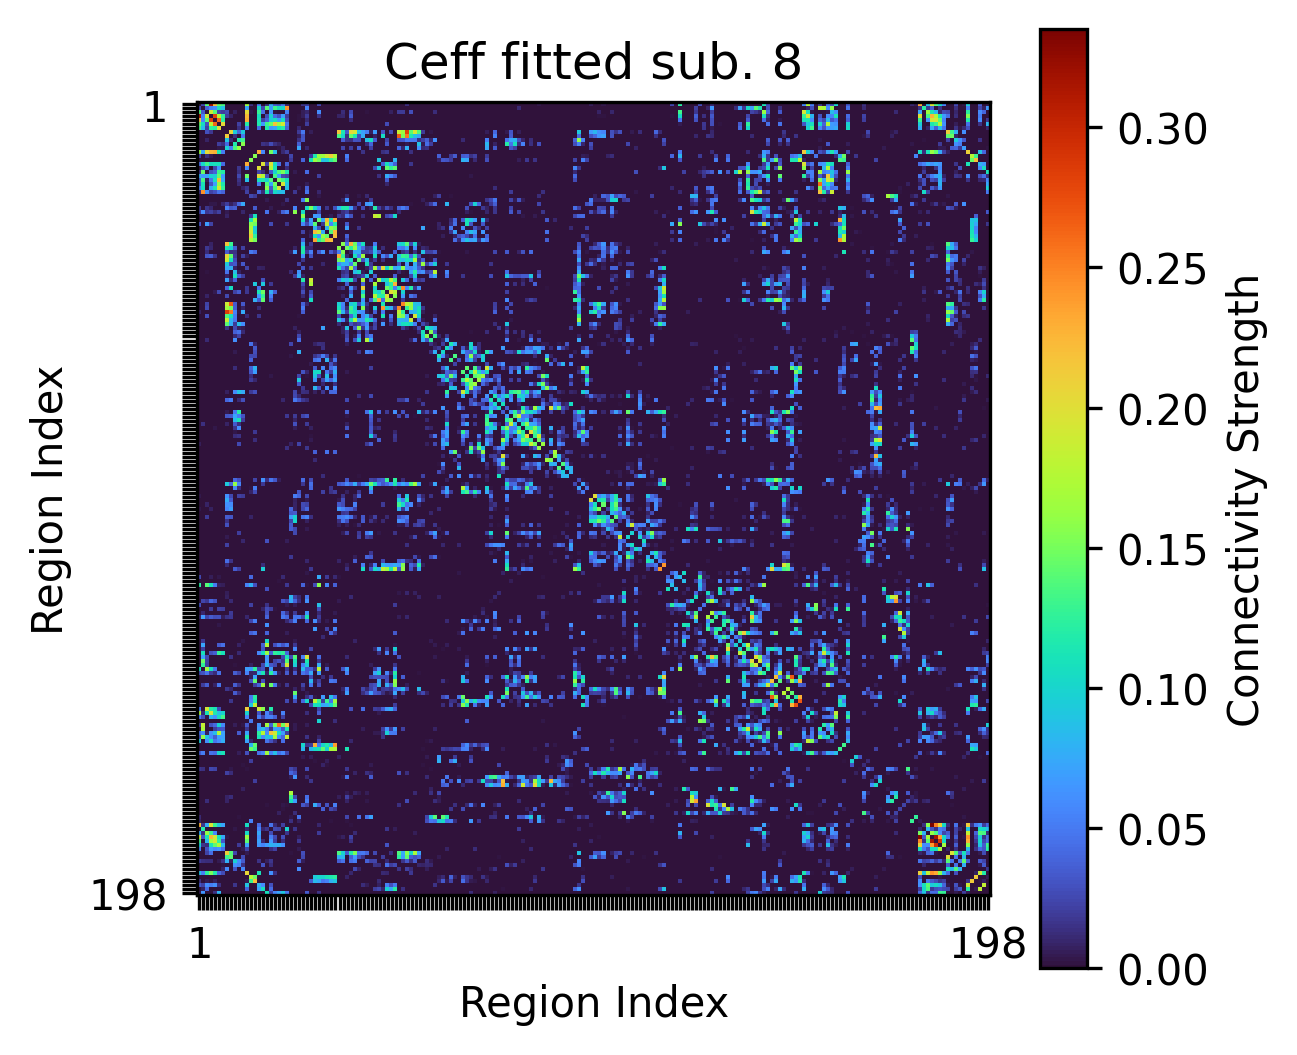 Ceff fitted sub. 8
1
198
1
198
Region Index
Region Index
0.30
0.25
0.20
0.15
0.10
0.05
0.00
Connectivity Strength